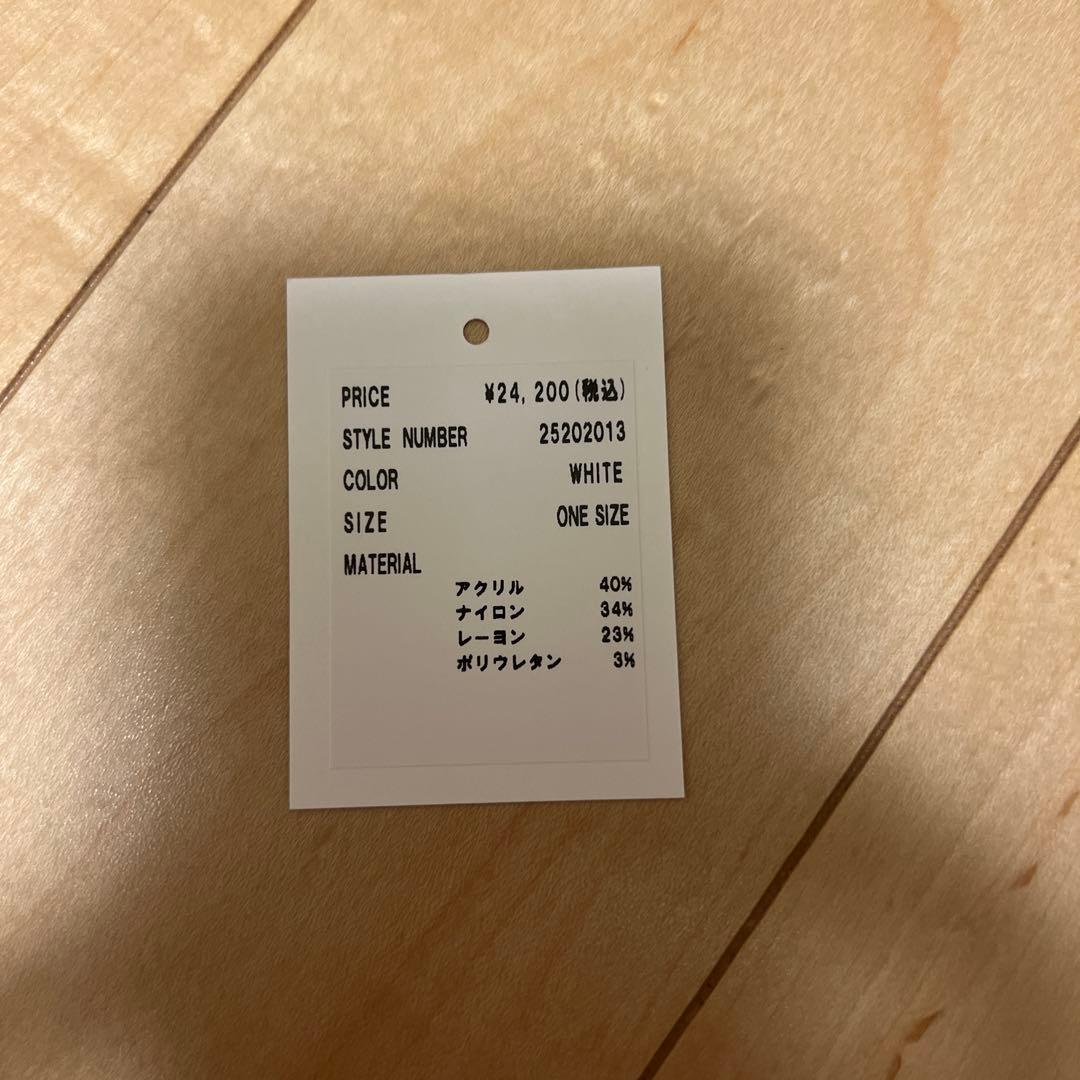 PRICE ¥24,200(税込)
STYLE NUMBER 25202013
COLOR WHITE
SIZE ONE SIZE
MATERIAL
アクリル 40%
ナイロン 34%
レーヨン 23%
ポリウレタン 3%